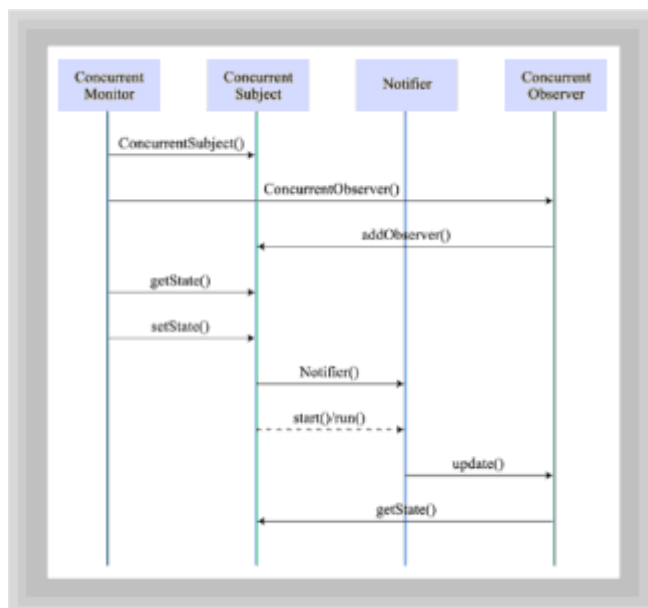 Concurrent
Monitor
Concurrent
Subject
Notifier
Concurrent
Observer
ConcurrentSubject()
ConcurrentObserver()
addObserver()
getState()
setState()
Notifier()
start()/run()
update()
getState()